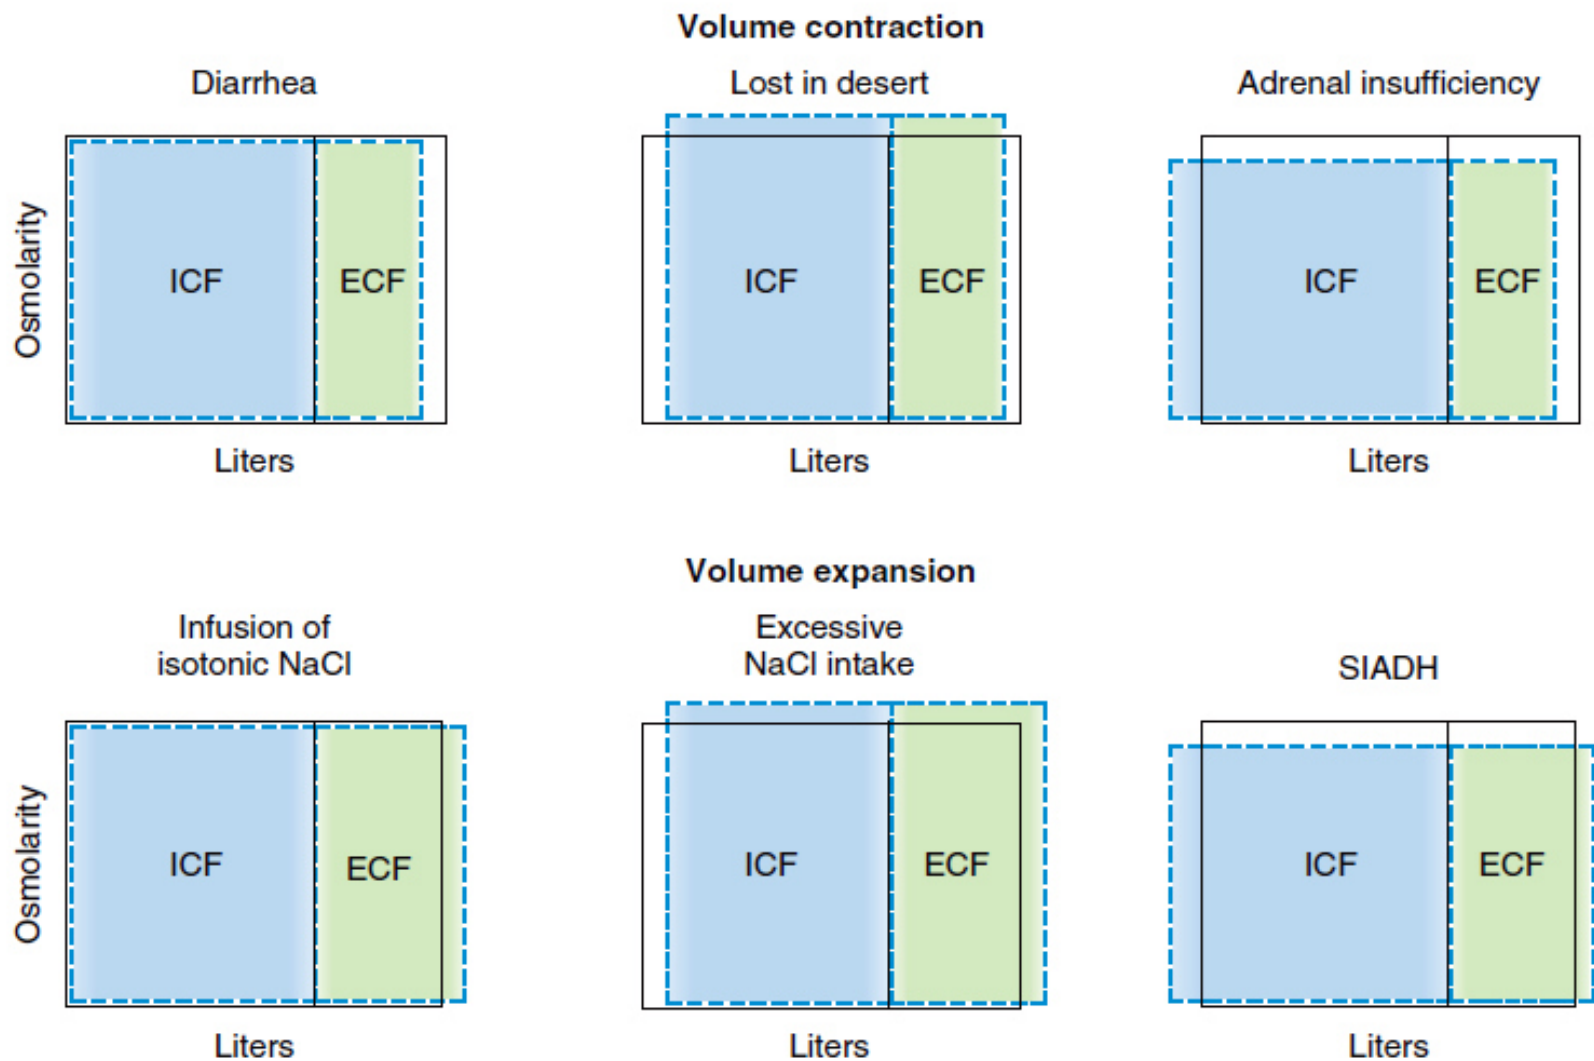 Volume contraction
Diarrhea
Lost in desert
Adrenal insufficiency
Osmolarity
ICF
ECF
ICF
ECF
ICF
ECF
Liters
Liters
Liters
Volume expansion
Infusion of
isotonic NaCl
Excessive
NaCl intake
SIADH
Osmolarity
ICF
ECF
ICF
ECF
ICF
ECF
Liters
Liters
Liters